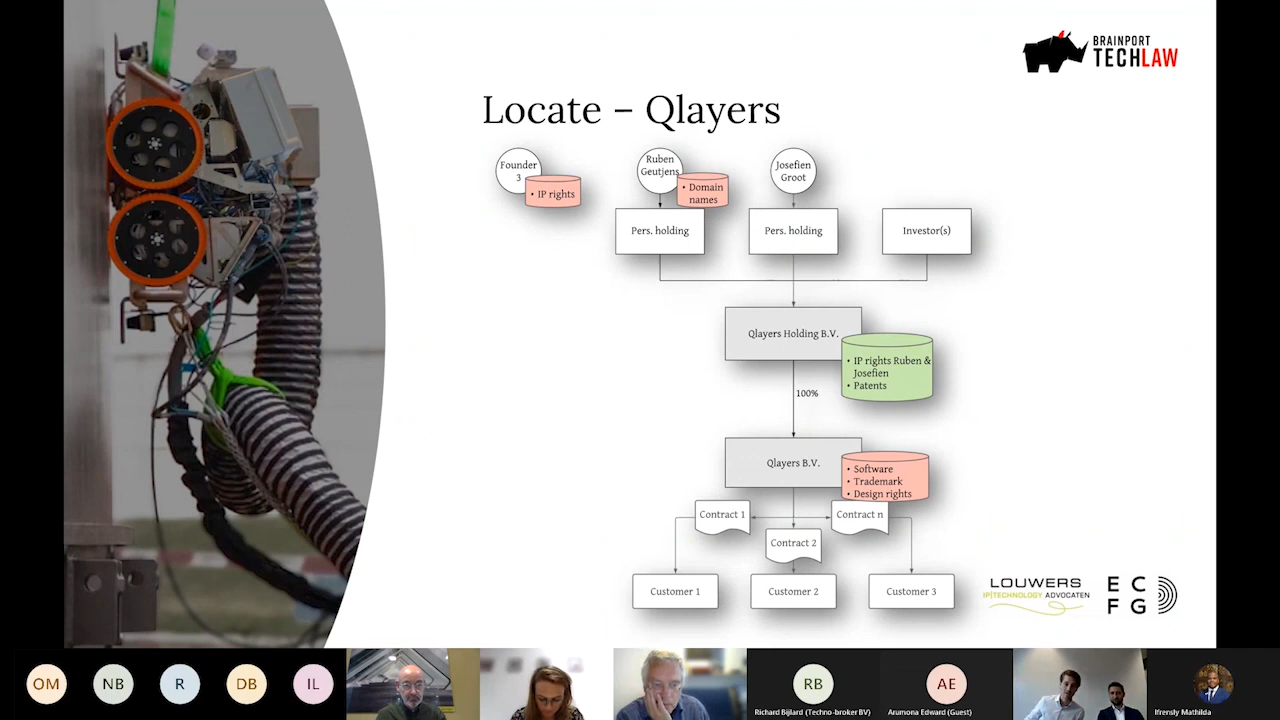 BRAINPORT
TECHLAW
Locate – Qlayers
Founder
3
• IP rights
Ruben
Geutjens
• Domain
names
Josefien
Groot
Pers. holding
Pers. holding
Investor(s)
Qlayers Holding B.V.
• IP rights Ruben &
Josefien
• Patents
100%
Qlayers B.V.
• Software
• Trademark
• Design rights
Contract 1
Contract n
Contract 2
Customer 1
Customer 2
Customer 3
LOUWERS
IP|TECHNOLOGY ADVOCATEN
E C
F G
OM
NB
R
DB
IL
RB
Richard Bijlard (Techno-broker BV)
AE
Arumona Edward (Guest)
Ifrensly Mathilda